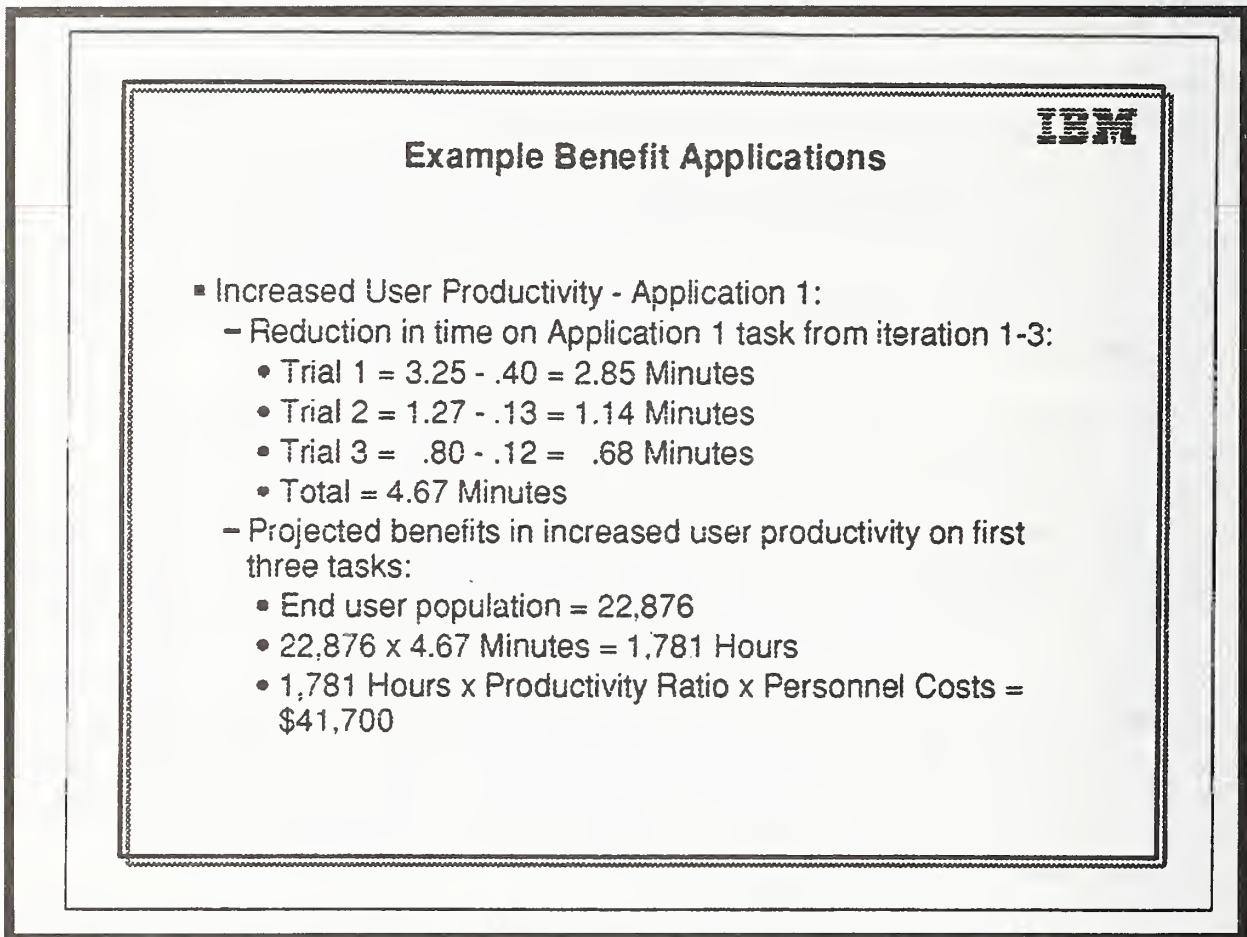 IBM
Example Benefit Applications
▪ Increased User Productivity - Application 1:
– Reduction in time on Application 1 task from iteration 1-3:
• Trial 1 = 3.25 - .40 = 2.85 Minutes
• Trial 2 = 1.27 - .13 = 1.14 Minutes
• Trial 3 = .80 - .12 = .68 Minutes
• Total = 4.67 Minutes
– Projected benefits in increased user productivity on first
three tasks:
• End user population = 22,876
• 22,876 x 4.67 Minutes = 1,781 Hours
• 1,781 Hours x Productivity Ratio x Personnel Costs =
$41,700